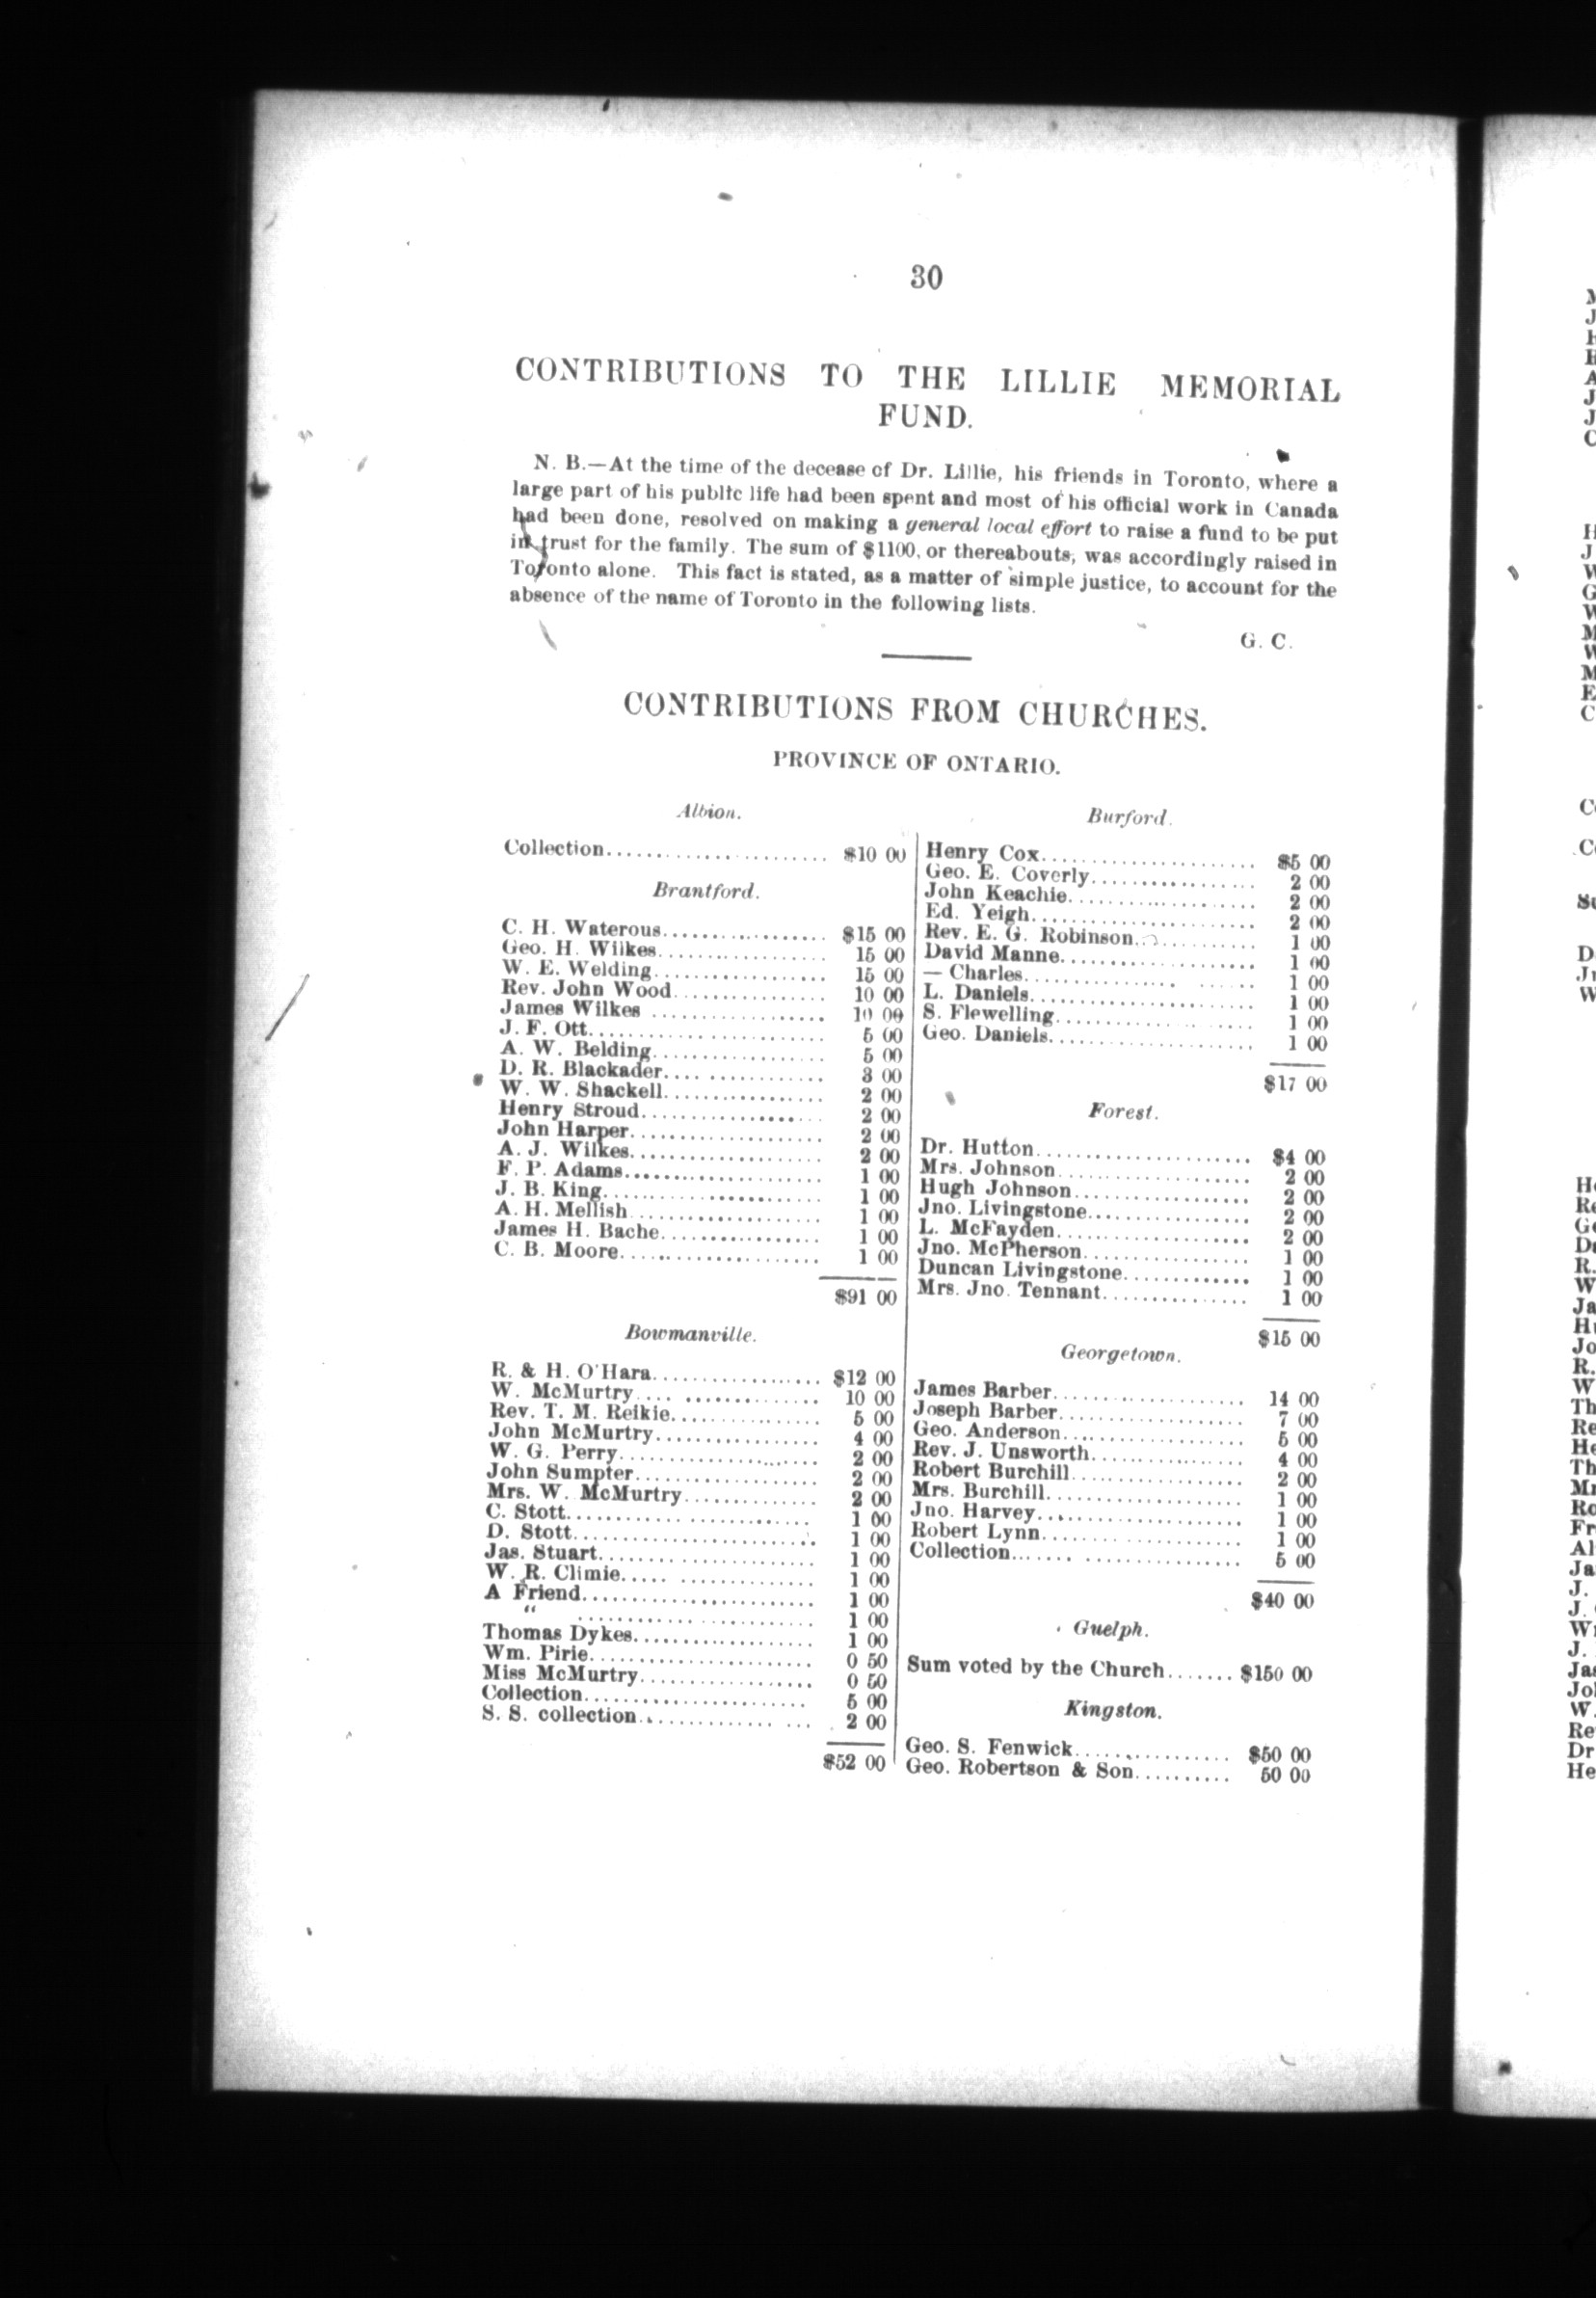 30
CONTRIBUTIONS TO THE LILLIE MEMORIAL
FUND.
N. B.—At the time of the decease of Dr. Lillie, his friends in Toronto, where a
large part of his public life had been spent and most of his official work in Canada
had been done, resolved on making a general local effort to raise a fund to be put
in trust for the family. The sum of $1100, or thereabouts, was accordingly raised in
Toronto alone. This fact is stated, as a matter of simple justice, to account for the
absence of the name of Toronto in the following lists.
G. C.
CONTRIBUTIONS FROM CHURCHES.
PROVINCE OF ONTARIO.
Albion.
Collection........................ $10 00
Brantford.
C. H. Waterous.................. $15 00
Geo. H. Wilkes.................. 15 00
W. E. Welding.................. 15 00
Rev. John Wood................ 10 00
James Wilkes .................. 10 00
J. F. Ott........................ 5 00
A. W. Belding.................. 5 00
D. R. Blackader................ 3 00
W. W. Shackell................. 2 00
Henry Stroud................... 2 00
John Harper.................... 2 00
A. J. Wilkes.................... 2 00
F. P. Adams.................... 1 00
J. B. King...................... 1 00
A. H. Mellish................... 1 00
James H. Bache................. 1 00
C. B. Moore.................... 1 00
$91 00
Bowmanville.
R. & H. O'Hara................. $12 00
W. McMurtry.................. 10 00
Rev. T. M. Reikie............... 5 00
John McMurtry................. 4 00
W. G. Perry.................... 2 00
John Sumpter.................. 2 00
Mrs. W. McMurtry............. 2 00
C. Stott........................ 1 00
D. Stott........................ 1 00
Jas. Stuart...................... 1 00
W. R. Climie................... 1 00
A Friend....................... 1 00
“ ........................ 1 00
Thomas Dykes.................. 1 00
Wm. Pirie...................... 0 50
Miss McMurtry................. 0 50
Collection...................... 5 00
S. S. collection................. 2 00
$52 00
Burford.
Henry Cox...................... $5 00
Geo. E. Coverly................. 2 00
John Keachie................... 2 00
Ed. Yeigh...................... 2 00
Rev. E. G. Robinson............ 1 00
David Manne................... 1 00
— Charles...................... 1 00
L. Daniels...................... 1 00
S. Flewelling................... 1 00
Geo. Daniels.................... 1 00
$17 00
Forest.
Dr. Hutton..................... $4 00
Mrs. Johnson................... 2 00
Hugh Johnson.................. 2 00
Jno. Livingstone................ 2 00
L. McFayden................... 2 00
Jno. McPherson................. 1 00
Duncan Livingstone............. 1 00
Mrs. Jno. Tennant............... 1 00
$15 00
Georgetown.
James Barber................... 14 00
Joseph Barber.................. 7 00
Geo. Anderson.................. 5 00
Rev. J. Unsworth............... 4 00
Robert Burchill................. 2 00
Mrs. Burchill................... 1 00
Jno. Harvey.................... 1 00
Robert Lynn................... 1 00
Collection...................... 5 00
$40 00
Guelph.
Sum voted by the Church....... $150 00
Kingston.
Geo. S. Fenwick................ $50 00
Geo. Robertson & Son.......... 50 00